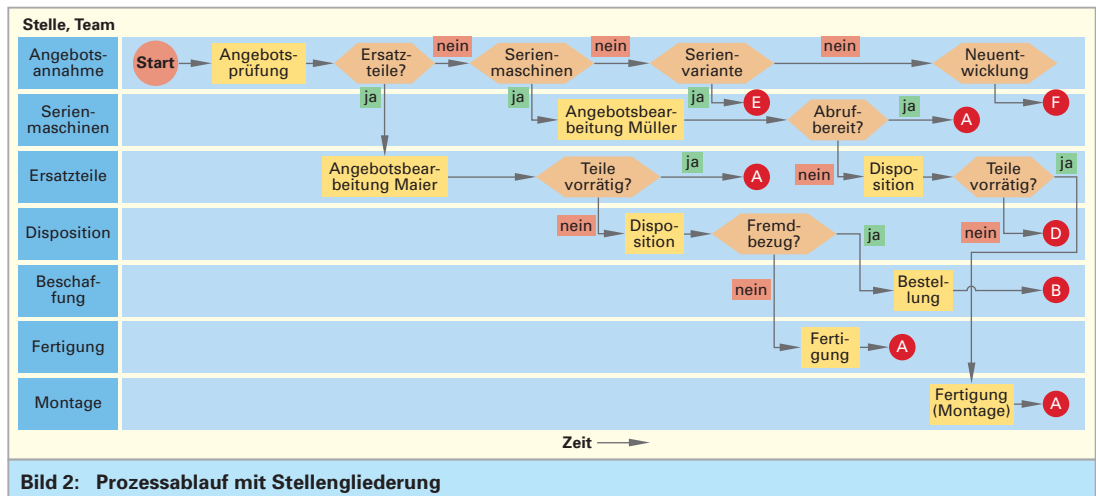 Stelle, Team
Angebots-
annahme
Start
Angebots-
prüfung
Ersatz-
teile?
nein
Serien-
maschinen
nein
Serien-
variante
nein
Neuent-
wicklung
ja
ja
ja
E
F
Serien-
maschinen
Angebotsbear-
beitung Müller
Abruf-
bereit?
ja
A
Ersatzteile
Angebotsbear-
beitung Maier
Teile
vorrätig?
ja
A
nein
Dispo-
sition
Teile
vorrätig?
ja
Disposition
nein
Dispo-
sition
Fremd-
bezug?
ja
nein
D
Beschaf-
fung
nein
Bestel-
lung
B
Fertigung
Ferti-
gung
A
Montage
Fertigung
(Montage)
A
Zeit
Bild 2: Prozessablauf mit Stellengliederung